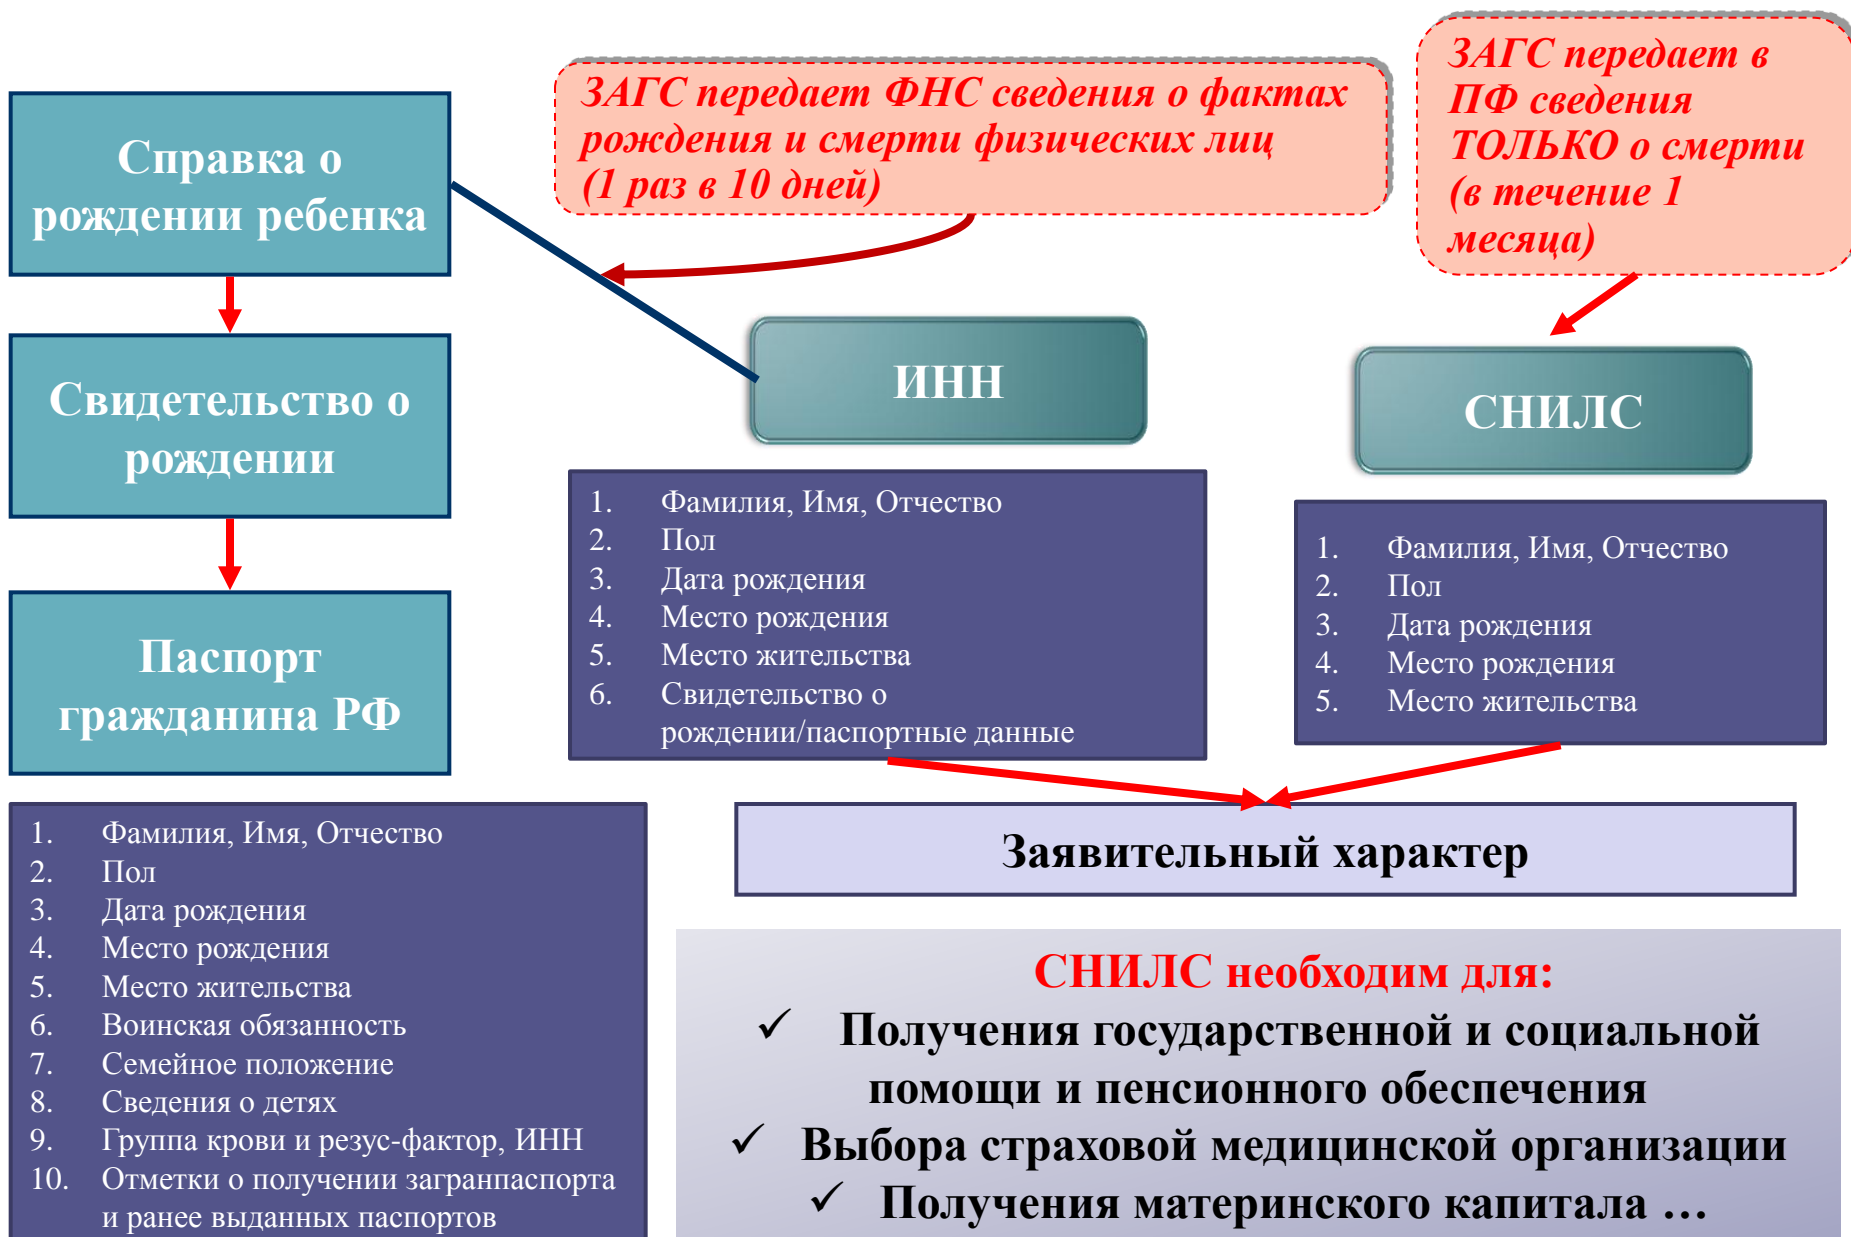 Справка о
рождении ребенка
Свидетельство о
рождении
Паспорт
гражданина РФ
1. Фамилия, Имя, Отчество
2. Пол
3. Дата рождения
4. Место рождения
5. Место жительства
6. Воинская обязанность
7. Семейное положение
8. Сведения о детях
9. Группа крови и резус-фактор, ИНН
10. Отметки о получении загранпаспорта
и ранее выданных паспортов
ЗАГС передает ФНС сведения о фактах
рождения и смерти физических лиц
(1 раз в 10 дней)
ИНН
1. Фамилия, Имя, Отчество
2. Пол
3. Дата рождения
4. Место рождения
5. Место жительства
6. Свидетельство о
рождении/паспортные данные
ЗАГС передает в
ПФ сведения
ТОЛЬКО о смерти
(в течение 1
месяца)
СНИЛС
1. Фамилия, Имя, Отчество
2. Пол
3. Дата рождения
4. Место рождения
5. Место жительства
Заявительный характер
СНИЛС необходим для:
✓ Получения государственной и социальной
помощи и пенсионного обеспечения
✓ Выбора страховой медицинской организации
✓ Получения материнского капитала …